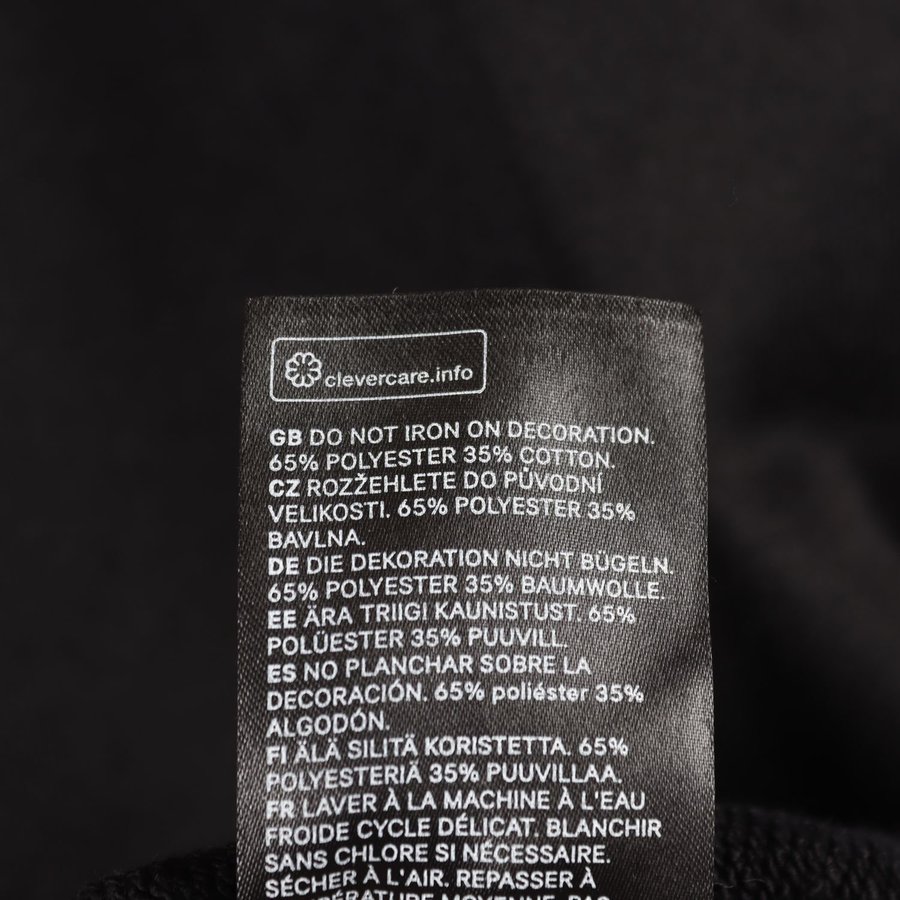 clevercare.info
GB DO NOT IRON ON DECORATION.
65% POLYESTER 35% COTTON.
CZ ROZŽEHLETE DO PŮVODNÍ
VELIKOSTI. 65% POLYESTER 35%
BAVLNA.
DE DIE DEKORATION NICHT BÜGELN.
65% POLYESTER 35% BAUMWOLLE.
EE ÄRA TRIIGI KAUNISTUST. 65%
POLÜESTER 35% PUUVILL.
ES NO PLANCHAR SOBRE LA
DECORACIÓN. 65% poliéster 35%
ALGODÓN.
FI ÄLÄ SILITÄ KORISTETTA. 65%
POLYESTERIÄ 35% PUUVILLAA.
FR LAVER À LA MACHINE À L'EAU
FROIDE CYCLE DÉLICAT. BLANCHIR
SANS CHLORE SI NÉCESSAIRE.
SÉCHER À L'AIR. REPASSER À